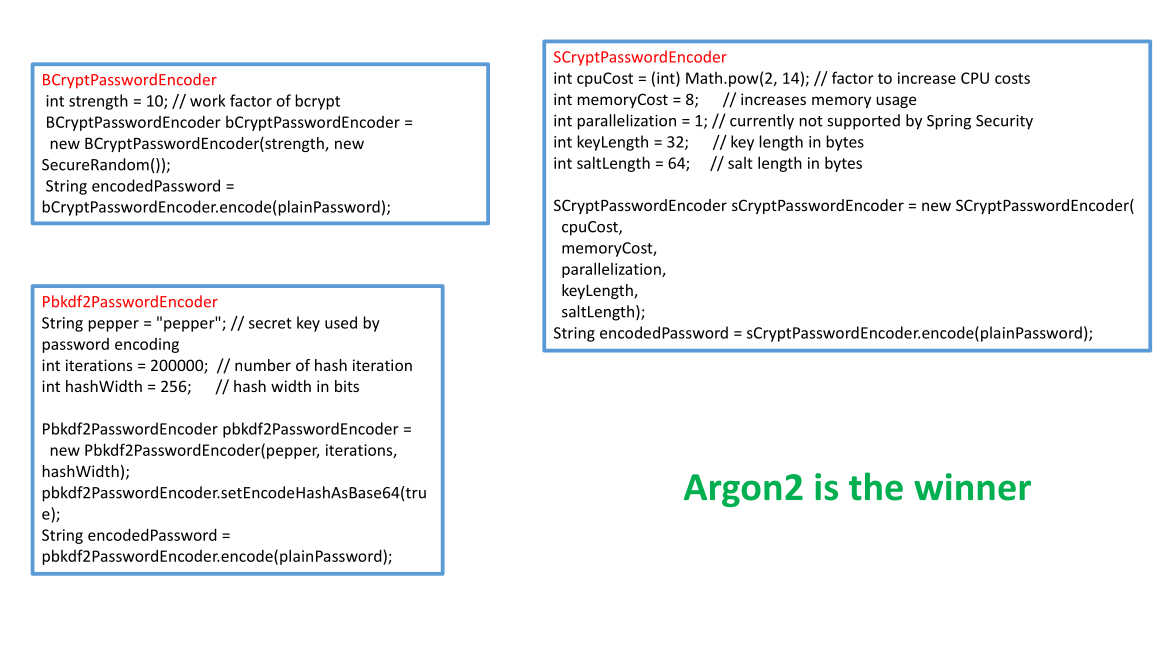 BCryptPasswordEncoder
int strength = 10; // work factor of bcrypt
BCryptPasswordEncoder bCryptPasswordEncoder =
new BCryptPasswordEncoder(strength, new
SecureRandom());
String encodedPassword =
bCryptPasswordEncoder.encode(plainPassword);
Pbkdf2PasswordEncoder
String pepper = "pepper"; // secret key used by
password encoding
int iterations = 200000;  // number of hash iteration
int hashWidth = 256;      // hash width in bits
Pbkdf2PasswordEncoder pbkdf2PasswordEncoder =
new Pbkdf2PasswordEncoder(pepper, iterations,
hashWidth);
pbkdf2PasswordEncoder.setEncodeHashAsBase64(tru
e);
String encodedPassword =
pbkdf2PasswordEncoder.encode(plainPassword);
SCryptPasswordEncoder
int cpuCost = (int) Math.pow(2, 14); // factor to increase CPU costs
int memoryCost = 8;      // increases memory usage
int parallelization = 1; // currently not supported by Spring Security
int keyLength = 32;      // key length in bytes
int saltLength = 64;     // salt length in bytes
SCryptPasswordEncoder sCryptPasswordEncoder = new SCryptPasswordEncoder(
cpuCost,
memoryCost,
parallelization,
keyLength,
saltLength);
String encodedPassword = sCryptPasswordEncoder.encode(plainPassword);
Argon2 is the winner